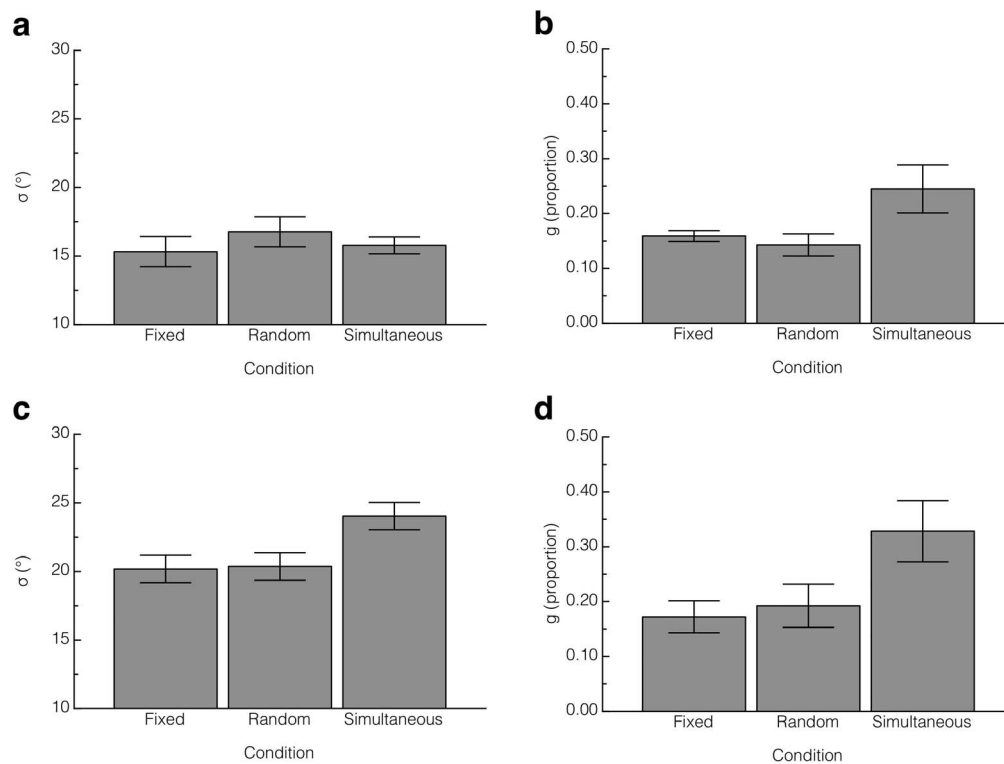 a
30
25
20
15
10
σ (°)
Fixed Random Simultaneous
Condition
b
0.50
0.40
0.30
0.20
0.10
0.00
g (proportion)
Fixed Random Simultaneous
Condition
c
30
25
20
15
10
σ (°)
Fixed Random Simultaneous
Condition
d
0.50
0.40
0.30
0.20
0.10
0.00
g (proportion)
Fixed Random Simultaneous
Condition